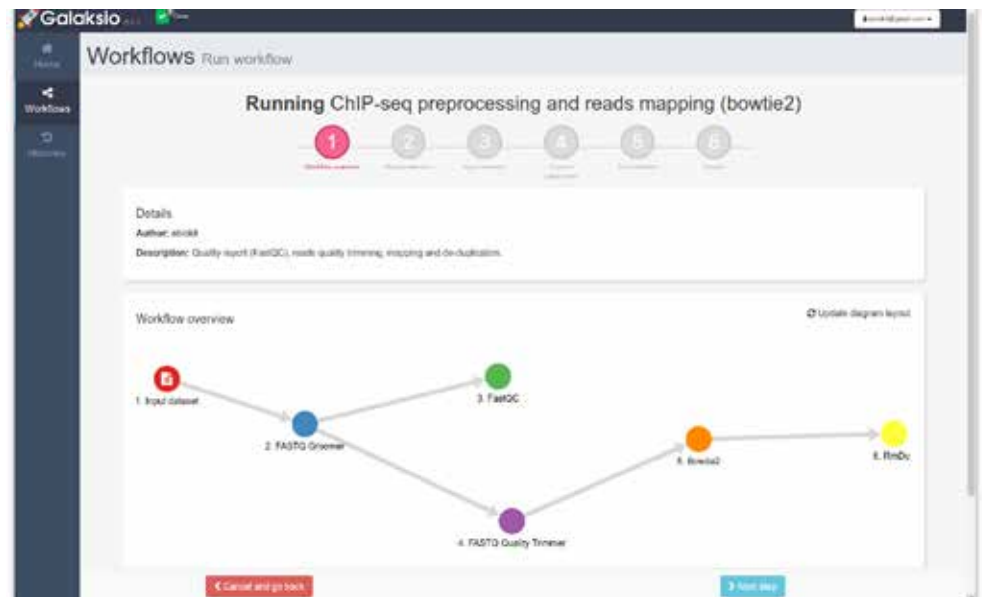 Galaksio
Home
Workflows Run workflow
Workflows
Histories
Running ChIP-seq preprocessing and reads mapping (bowtie2)
1 2 3 4 5 6
Workflow overview
Details
Author:
Description: Quality report (FastQC), reads quality trimming, mapping and de-duplication.
Workflow overview
Update diagram layout
1. Input dataset
3. FastQC
2. FASTQ Groomer
5. Bowtie2
6. RmDu
4. FASTQ Quality Trimmer
Cancel and go back
Next step